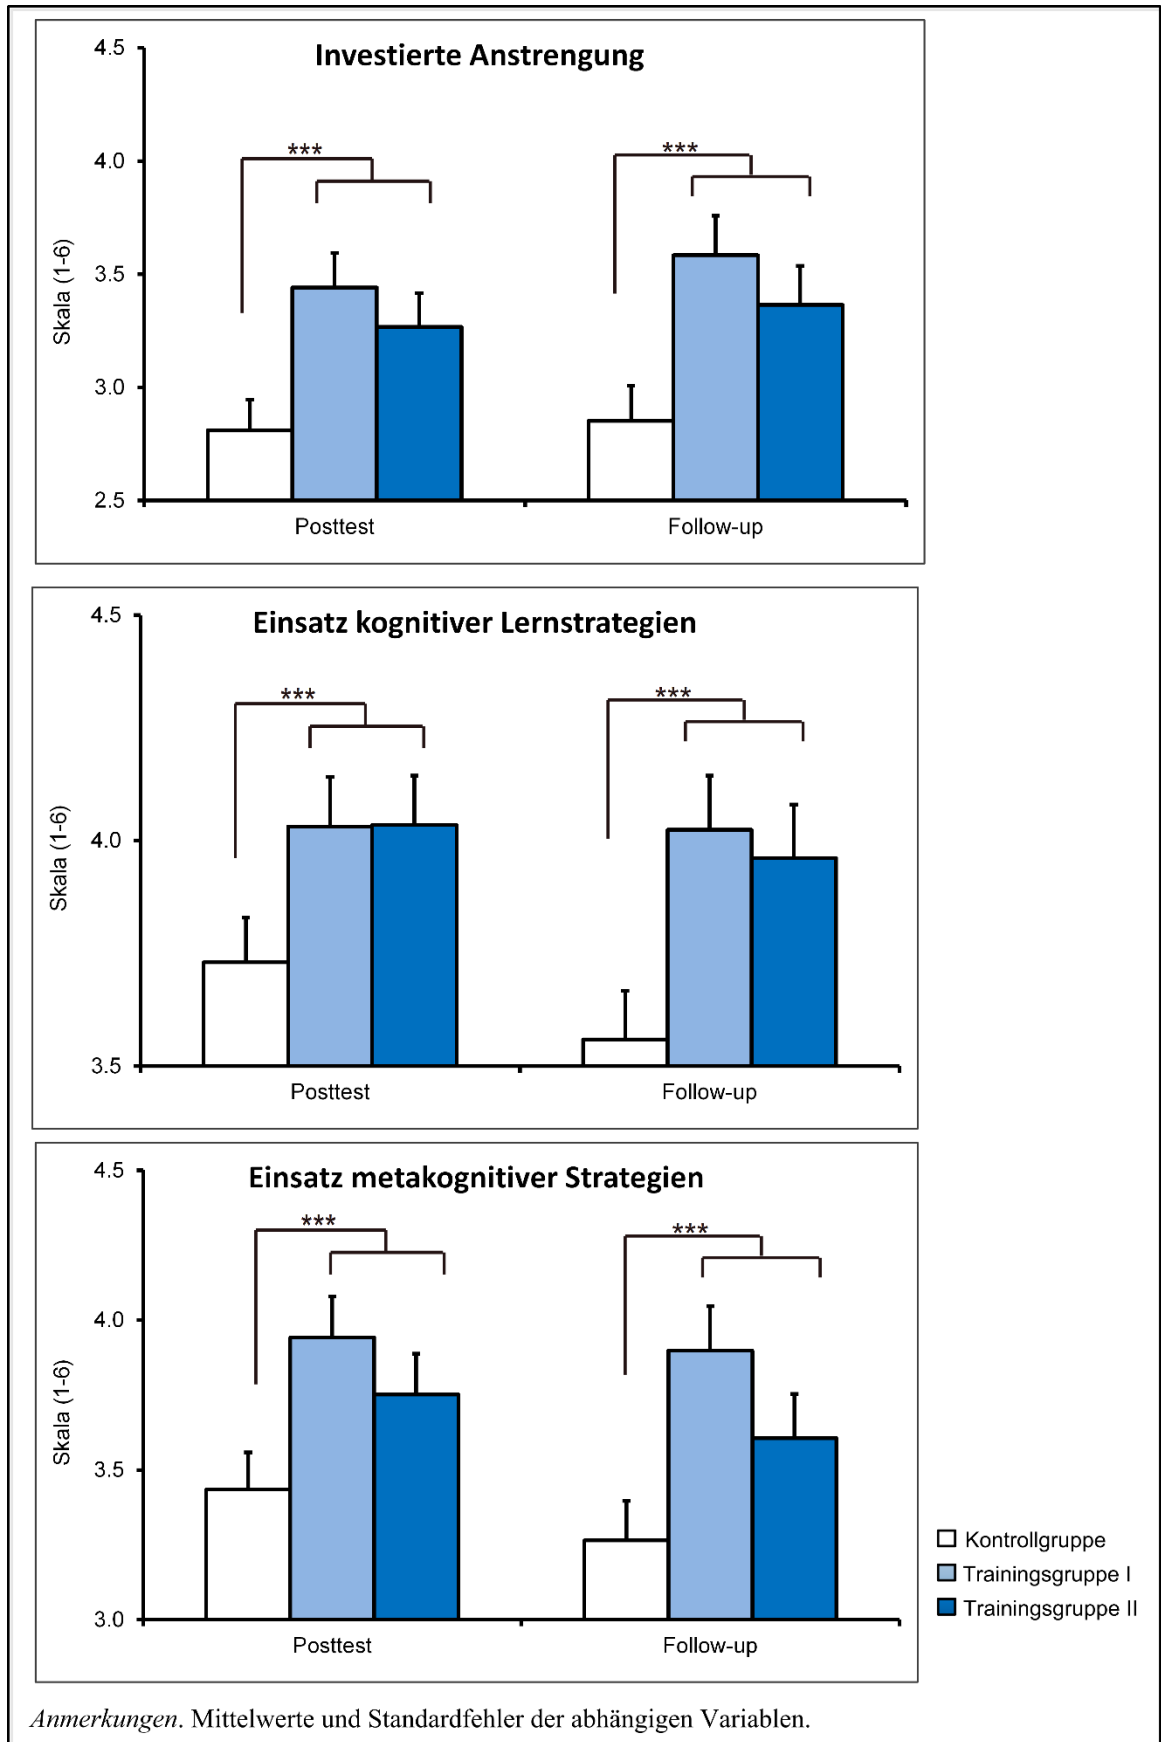 Investierte Anstrengung
4.5
4.0
3.5
3.0
2.5
Skala (1-6)
***
***
Posttest
Follow-up
Einsatz kognitiver Lernstrategien
4.5
4.0
3.5
Skala (1-6)
***
***
Posttest
Follow-up
Einsatz metakognitiver Strategien
4.5
4.0
3.5
3.0
Skala (1-6)
***
***
Posttest
Follow-up
Kontrollgruppe
Trainingsgruppe I
Trainingsgruppe II
Anmerkungen. Mittelwerte und Standardfehler der abhängigen Variablen.